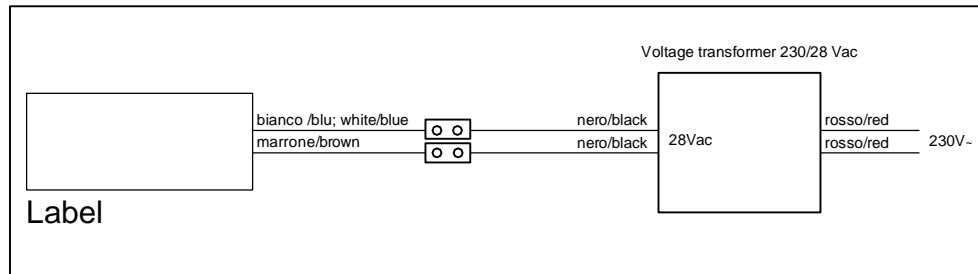 Voltage transformer 230/28 Vac
bianco /blu; white/blue
nero/black
rosso/red
marrone/brown
nero/black
28Vac
rosso/red
230V~
Label